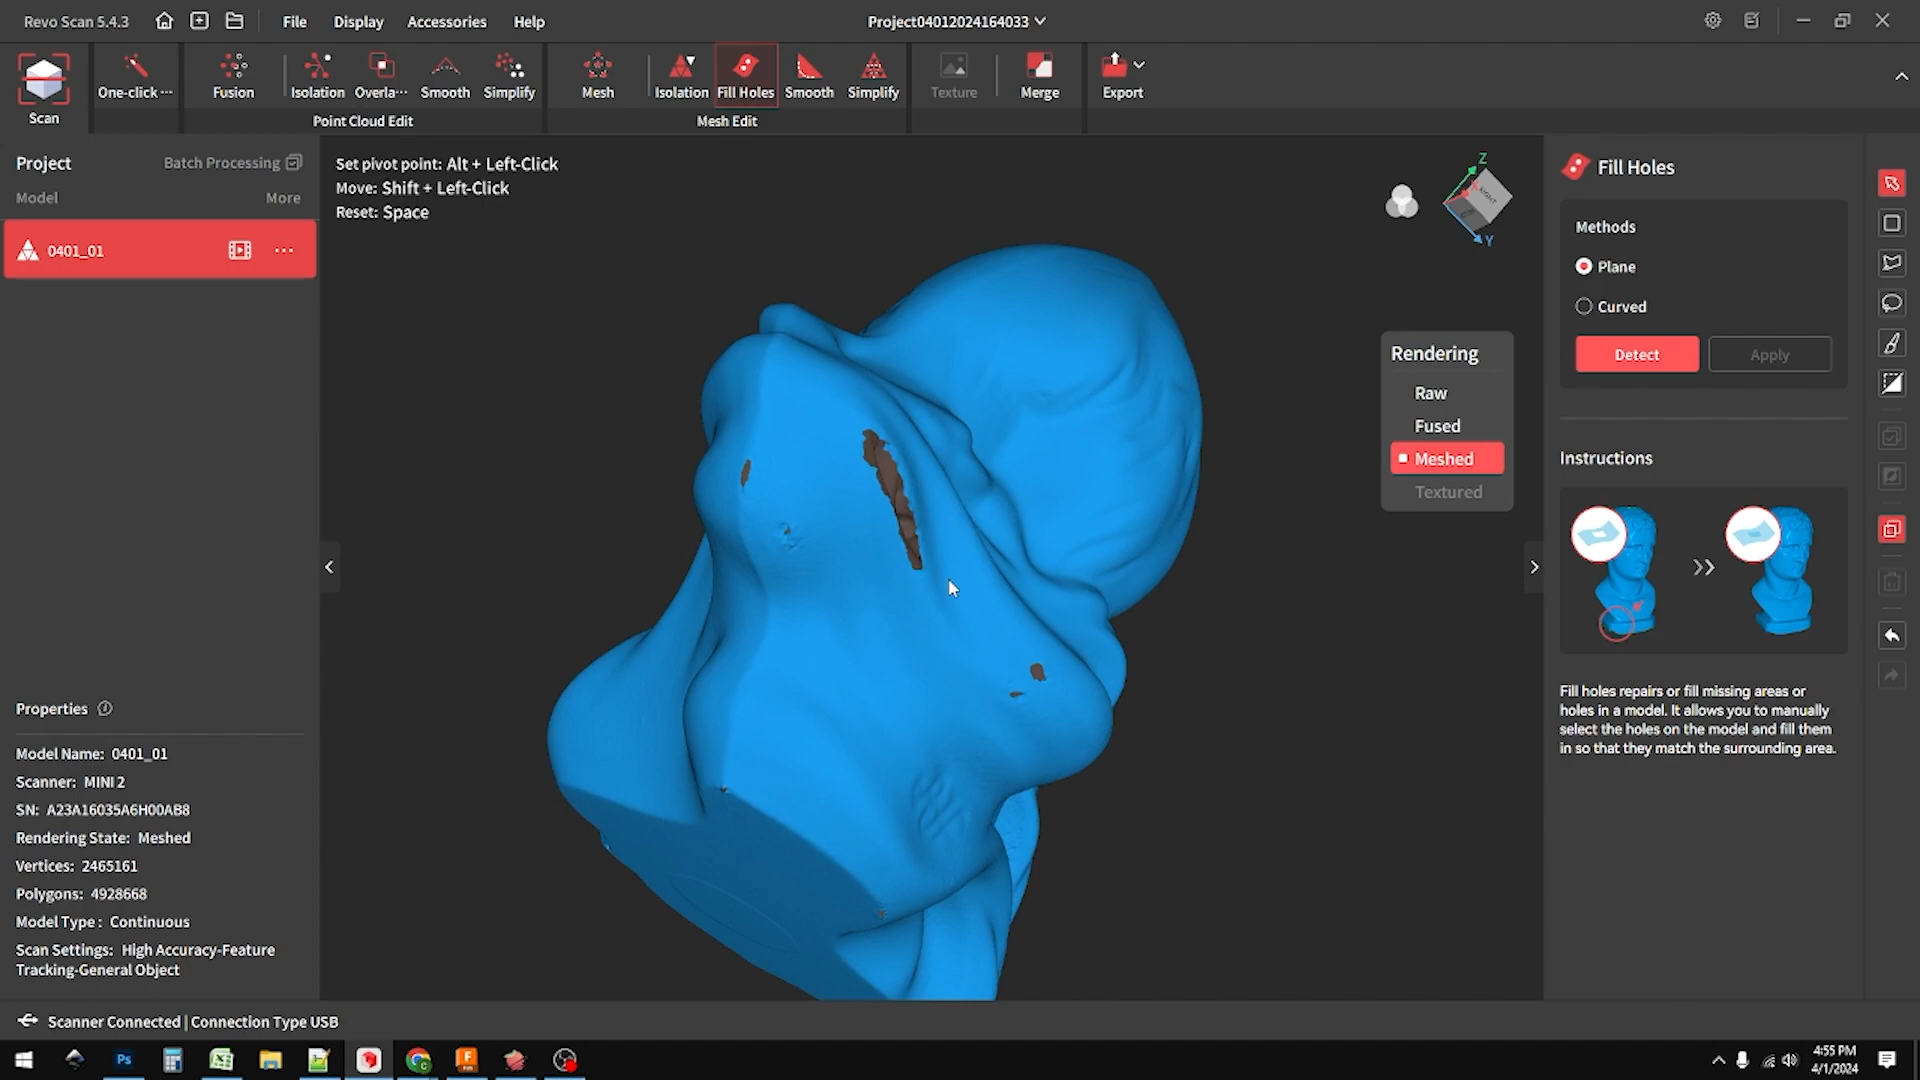 Revo Scan 5.4.3
File
Display
Accessories
Help
Project04012024164033
Scan
One-click ···
Fusion
Isolation
Overla···
Smooth
Simplify
Point Cloud Edit
Mesh
Isolation
Fill Holes
Smooth
Simplify
Mesh Edit
Texture
Merge
Export
Project
Batch Processing
Model
More
0401_01
Set pivot point: Alt + Left-Click
Move: Shift + Left-Click
Reset: Space
Z
RIGHT
Y
Rendering
Raw
Fused
Meshed
Textured
Fill Holes
Methods
Plane
Curved
Detect
Apply
Instructions
Fill holes repairs or fill missing areas or
holes in a model. It allows you to manually
select the holes on the model and fill them
in so that they match the surrounding area.
Properties
Model Name: 0401_01
Scanner: MINI 2
SN: A23A16035A6H00AB8
Rendering State: Meshed
Vertices: 2465161
Polygons: 4928668
Model Type : Continuous
Scan Settings: High Accuracy-Feature
Tracking-General Object
Scanner Connected | Connection Type USB
Ps
F
4:55 PM
4/1/2024